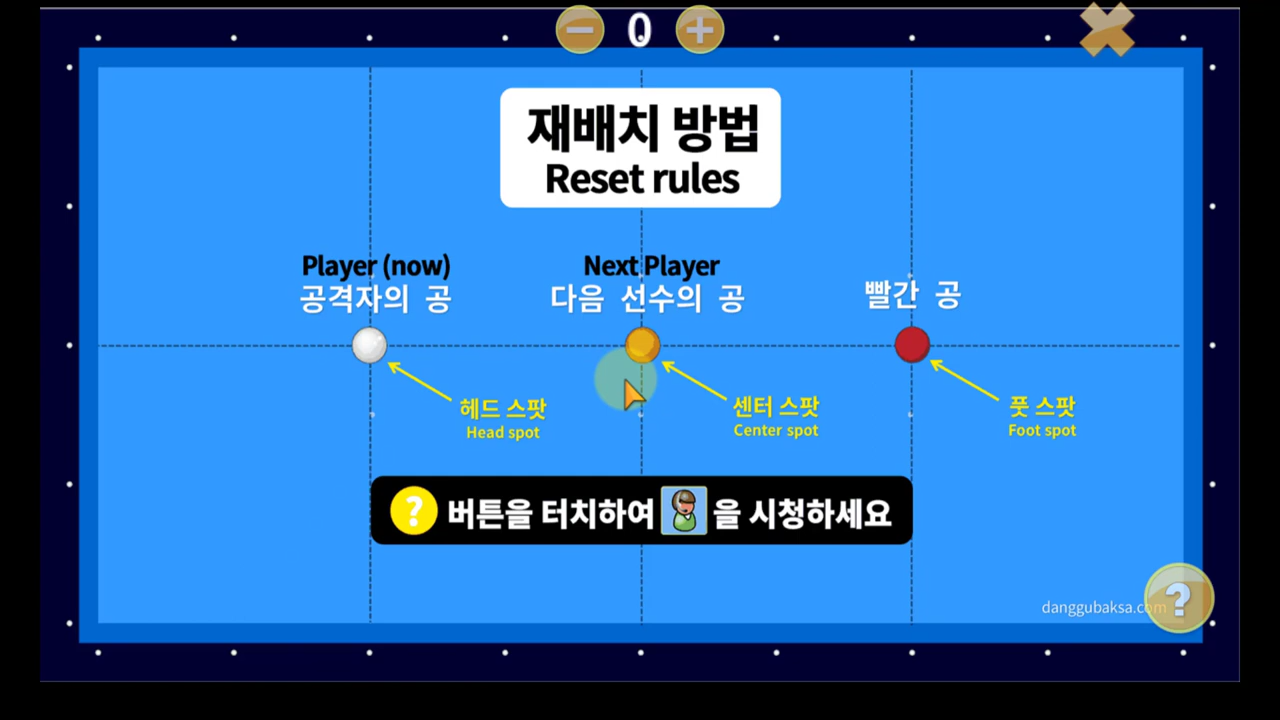 0
재배치 방법
Reset rules
Player (now)
공격자의 공
Next Player
다음 선수의 공
빨간 공
헤드 스팟
Head spot
센터 스팟
Center spot
풋 스팟
Foot spot
? 버튼을 터치하여 을 시청하세요
danggubaksa.com
?